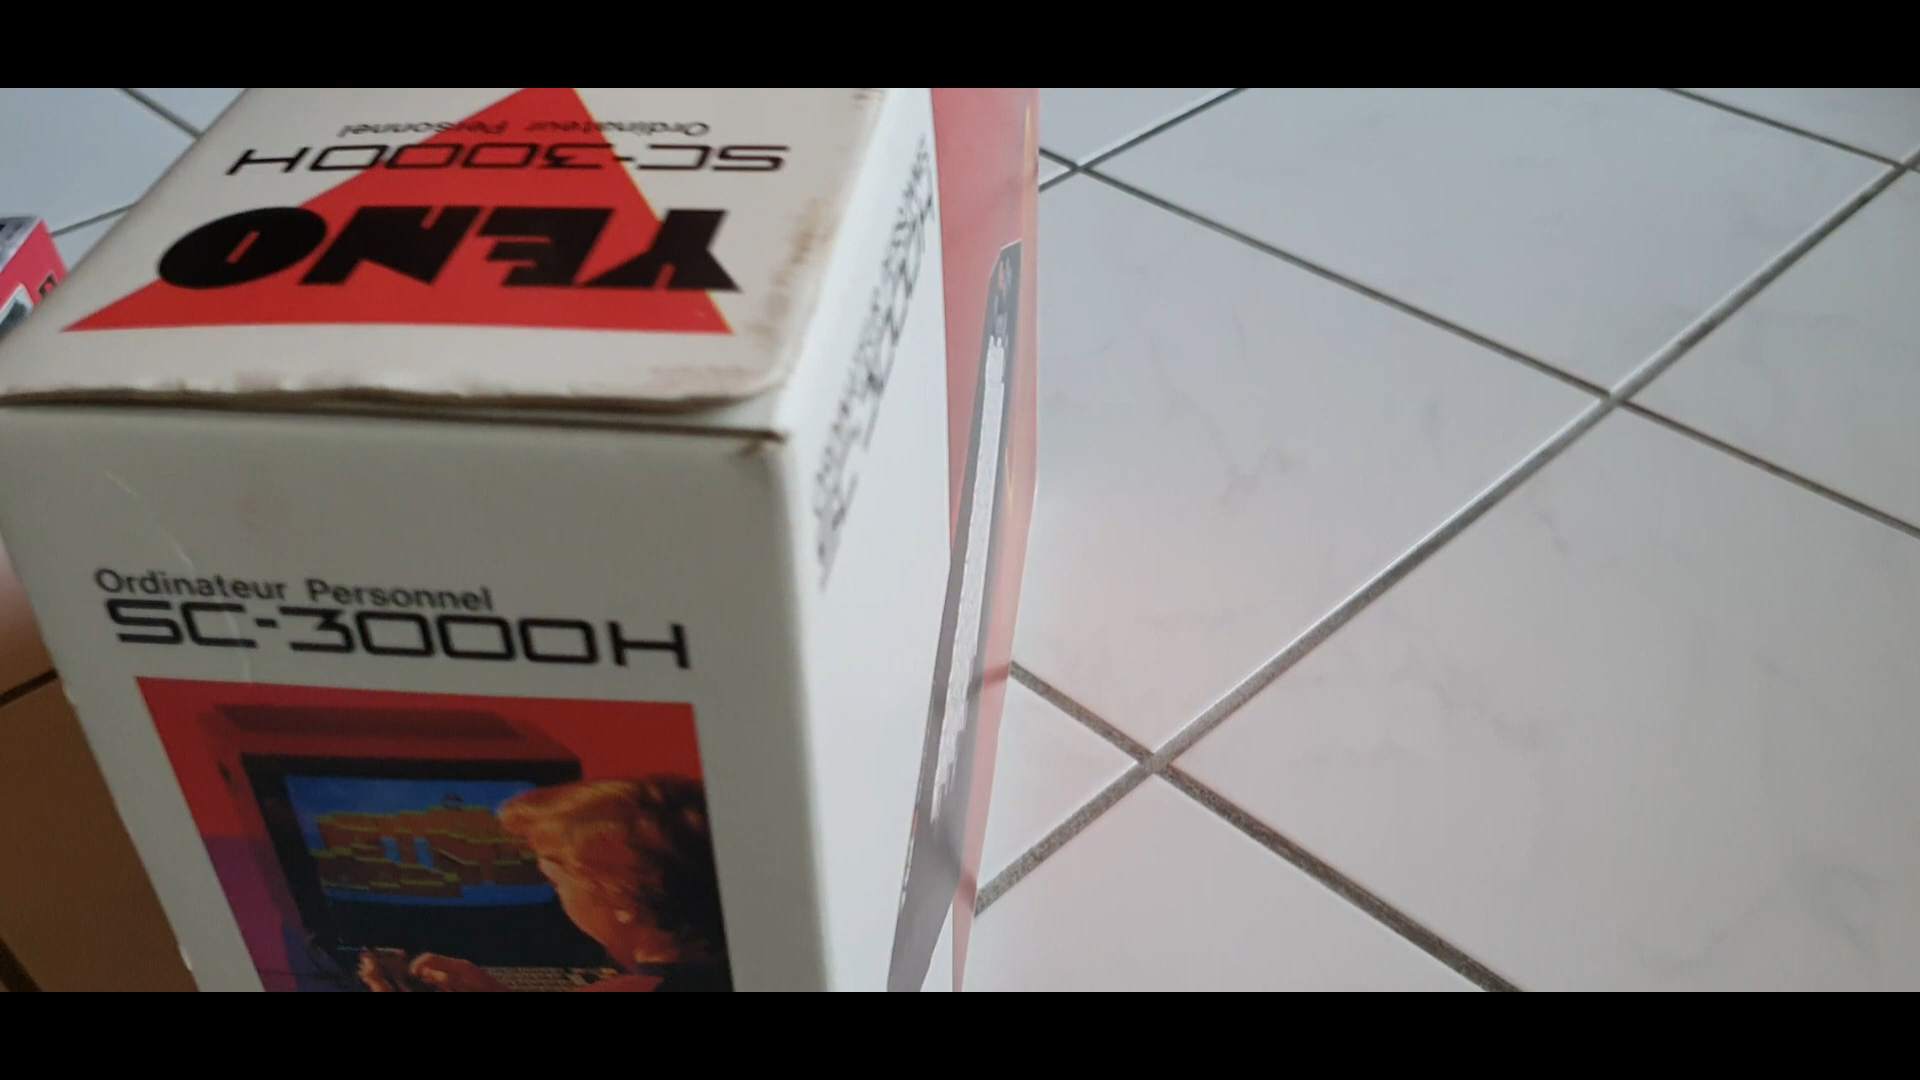 Ordinateur Personnel
SC-3000H
YENO
Ordinateur Personnel
SC-3000H